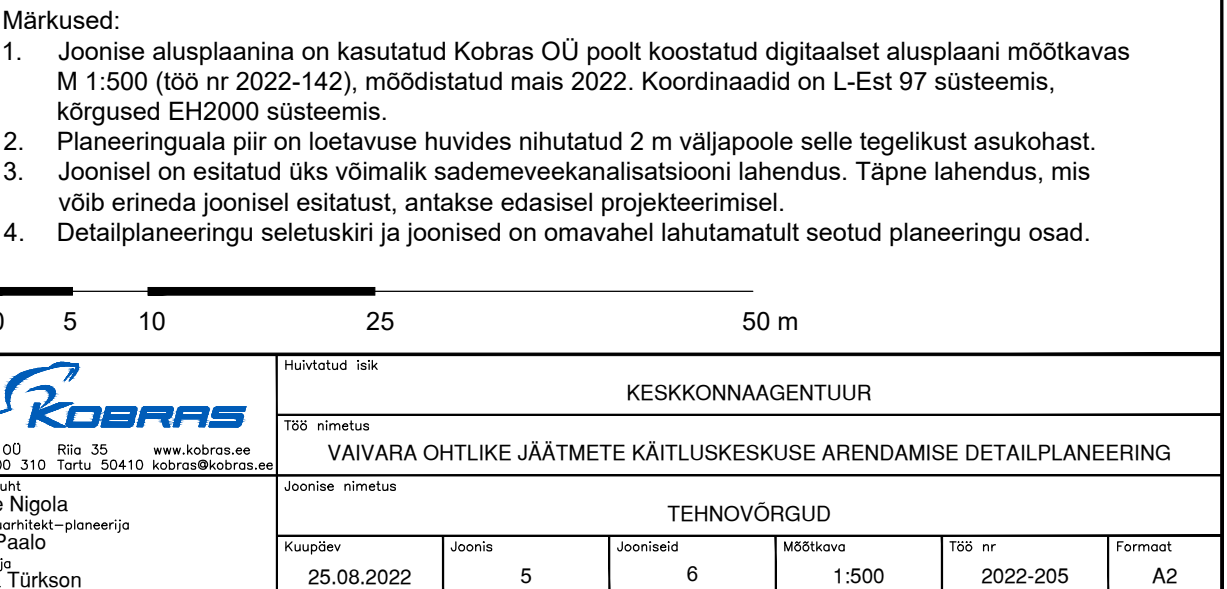 Märkused:
1. Joonise alusplaanina on kasutatud Kobras OÜ poolt koostatud digitaalset alusplaani mõõtkavas
M 1:500 (töö nr 2022-142), mõõdistatud mais 2022. Koordinaadid on L-Est 97 süsteemis,
kõrgused EH2000 süsteemis.
2. Planeeringuala piir on loetavuse huvides nihutatud 2 m väljapoole selle tegelikust asukohast.
3. Joonisel on esitatud üks võimalik sademeveekanalisatsiooni lahendus. Täpne lahendus, mis
võib erineda joonisel esitatust, antakse edasisel projekteerimisel.
4. Detailplaneeringu seletuskiri ja joonised on omavahel lahutamatult seotud planeeringu osad.
0 5 10 25 50 m
KOBRAS
OÜ Riia 35 www.kobras.ee
310 Tartu 50410 kobras@kobras.ee
Nigola
Paalo
Türkson
Huivtatud isik
KESKKONNAAGENTUUR
Töö nimetus
VAIVARA OHTLIKE JÄÄTMETE KÄITLUSKESKUSE ARENDAMISE DETAILPLANEERING
Joonise nimetus
TEHNOVÕRGUD
Kuupäev Joonis Jooniseid Mõõtkava Töö nr Formaat
25.08.2022 5 6 1:500 2022-205 A2